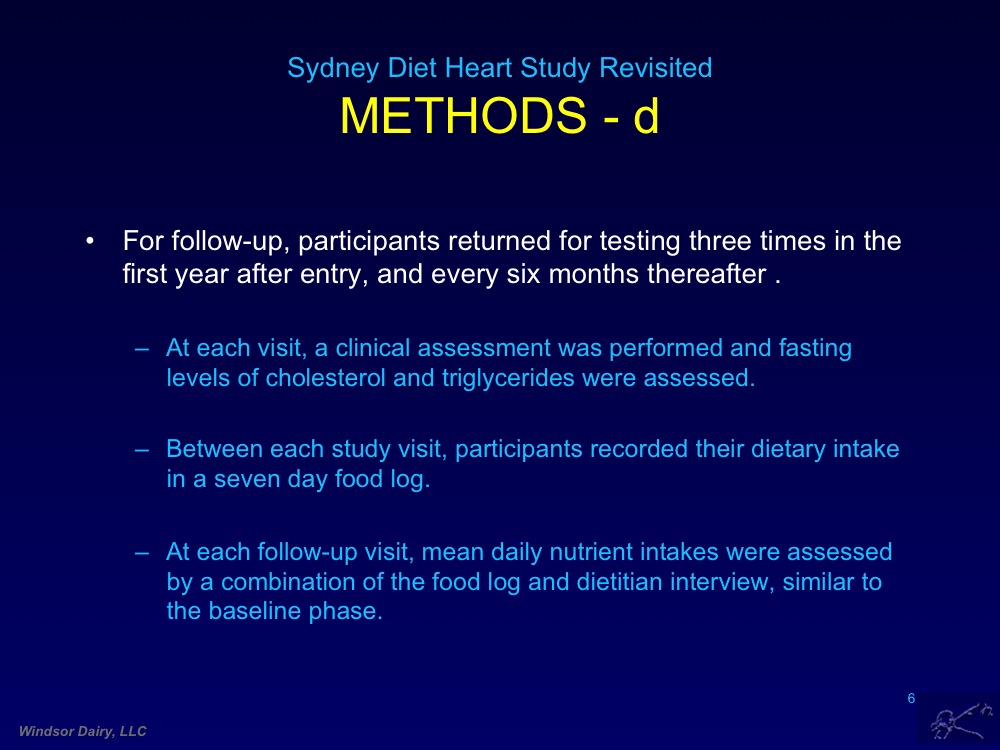 Sydney Diet Heart Study Revisited
METHODS - d
• For follow-up, participants returned for testing three times in the
first year after entry, and every six months thereafter .
– At each visit, a clinical assessment was performed and fasting
levels of cholesterol and triglycerides were assessed.
– Between each study visit, participants recorded their dietary intake
in a seven day food log.
– At each follow-up visit, mean daily nutrient intakes were assessed
by a combination of the food log and dietitian interview, similar to
the baseline phase.
6
Windsor Dairy, LLC